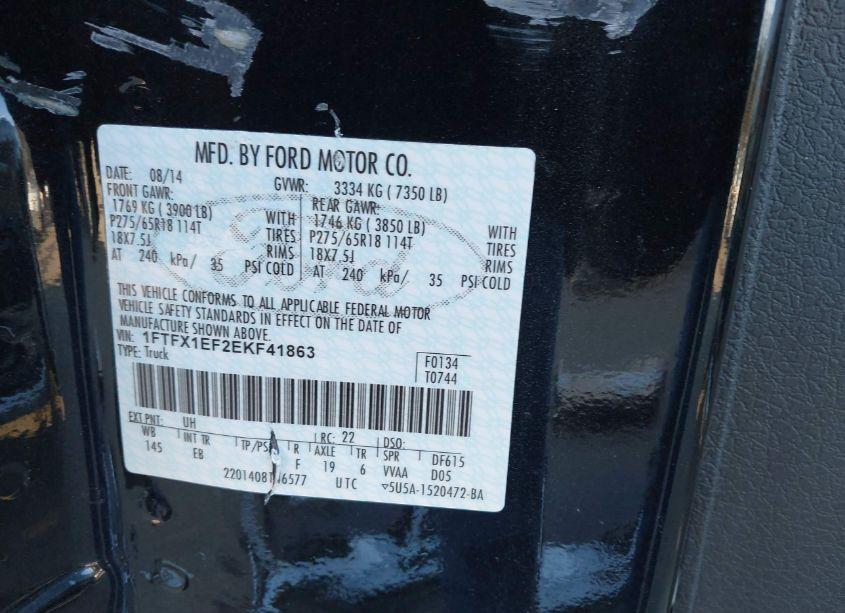 MFD. BY FORD MOTOR CO.
DATE: 08/14 GVWR: 3334 KG ( 7350 LB)
FRONT GAWR: REAR GAWR:
1769 KG ( 3900 LB) WITH 1746 KG ( 3850 LB) WITH
P275/65R18 114T TIRES P275/65R18 114T TIRES
18X7.5J RIMS 18X7.5J RIMS
AT 240 kPa/ 35 PSI COLD AT 240 kPa/ 35 PSI COLD
Ford
THIS VEHICLE CONFORMS TO ALL APPLICABLE FEDERAL MOTOR
VEHICLE SAFETY STANDARDS IN EFFECT ON THE DATE OF
MANUFACTURE SHOWN ABOVE.
VIN: 1FTFX1EF2EKF41863
TYPE: Truck
F0134
T0744
EXT PNT: UH RC: 22 DSO:
WB INT TR TP/PS R AXLE TR SPR DF615
145 EB F 19 6 VVAA D05
2201408 6577 UTC ▽5U5A-1520472-BA